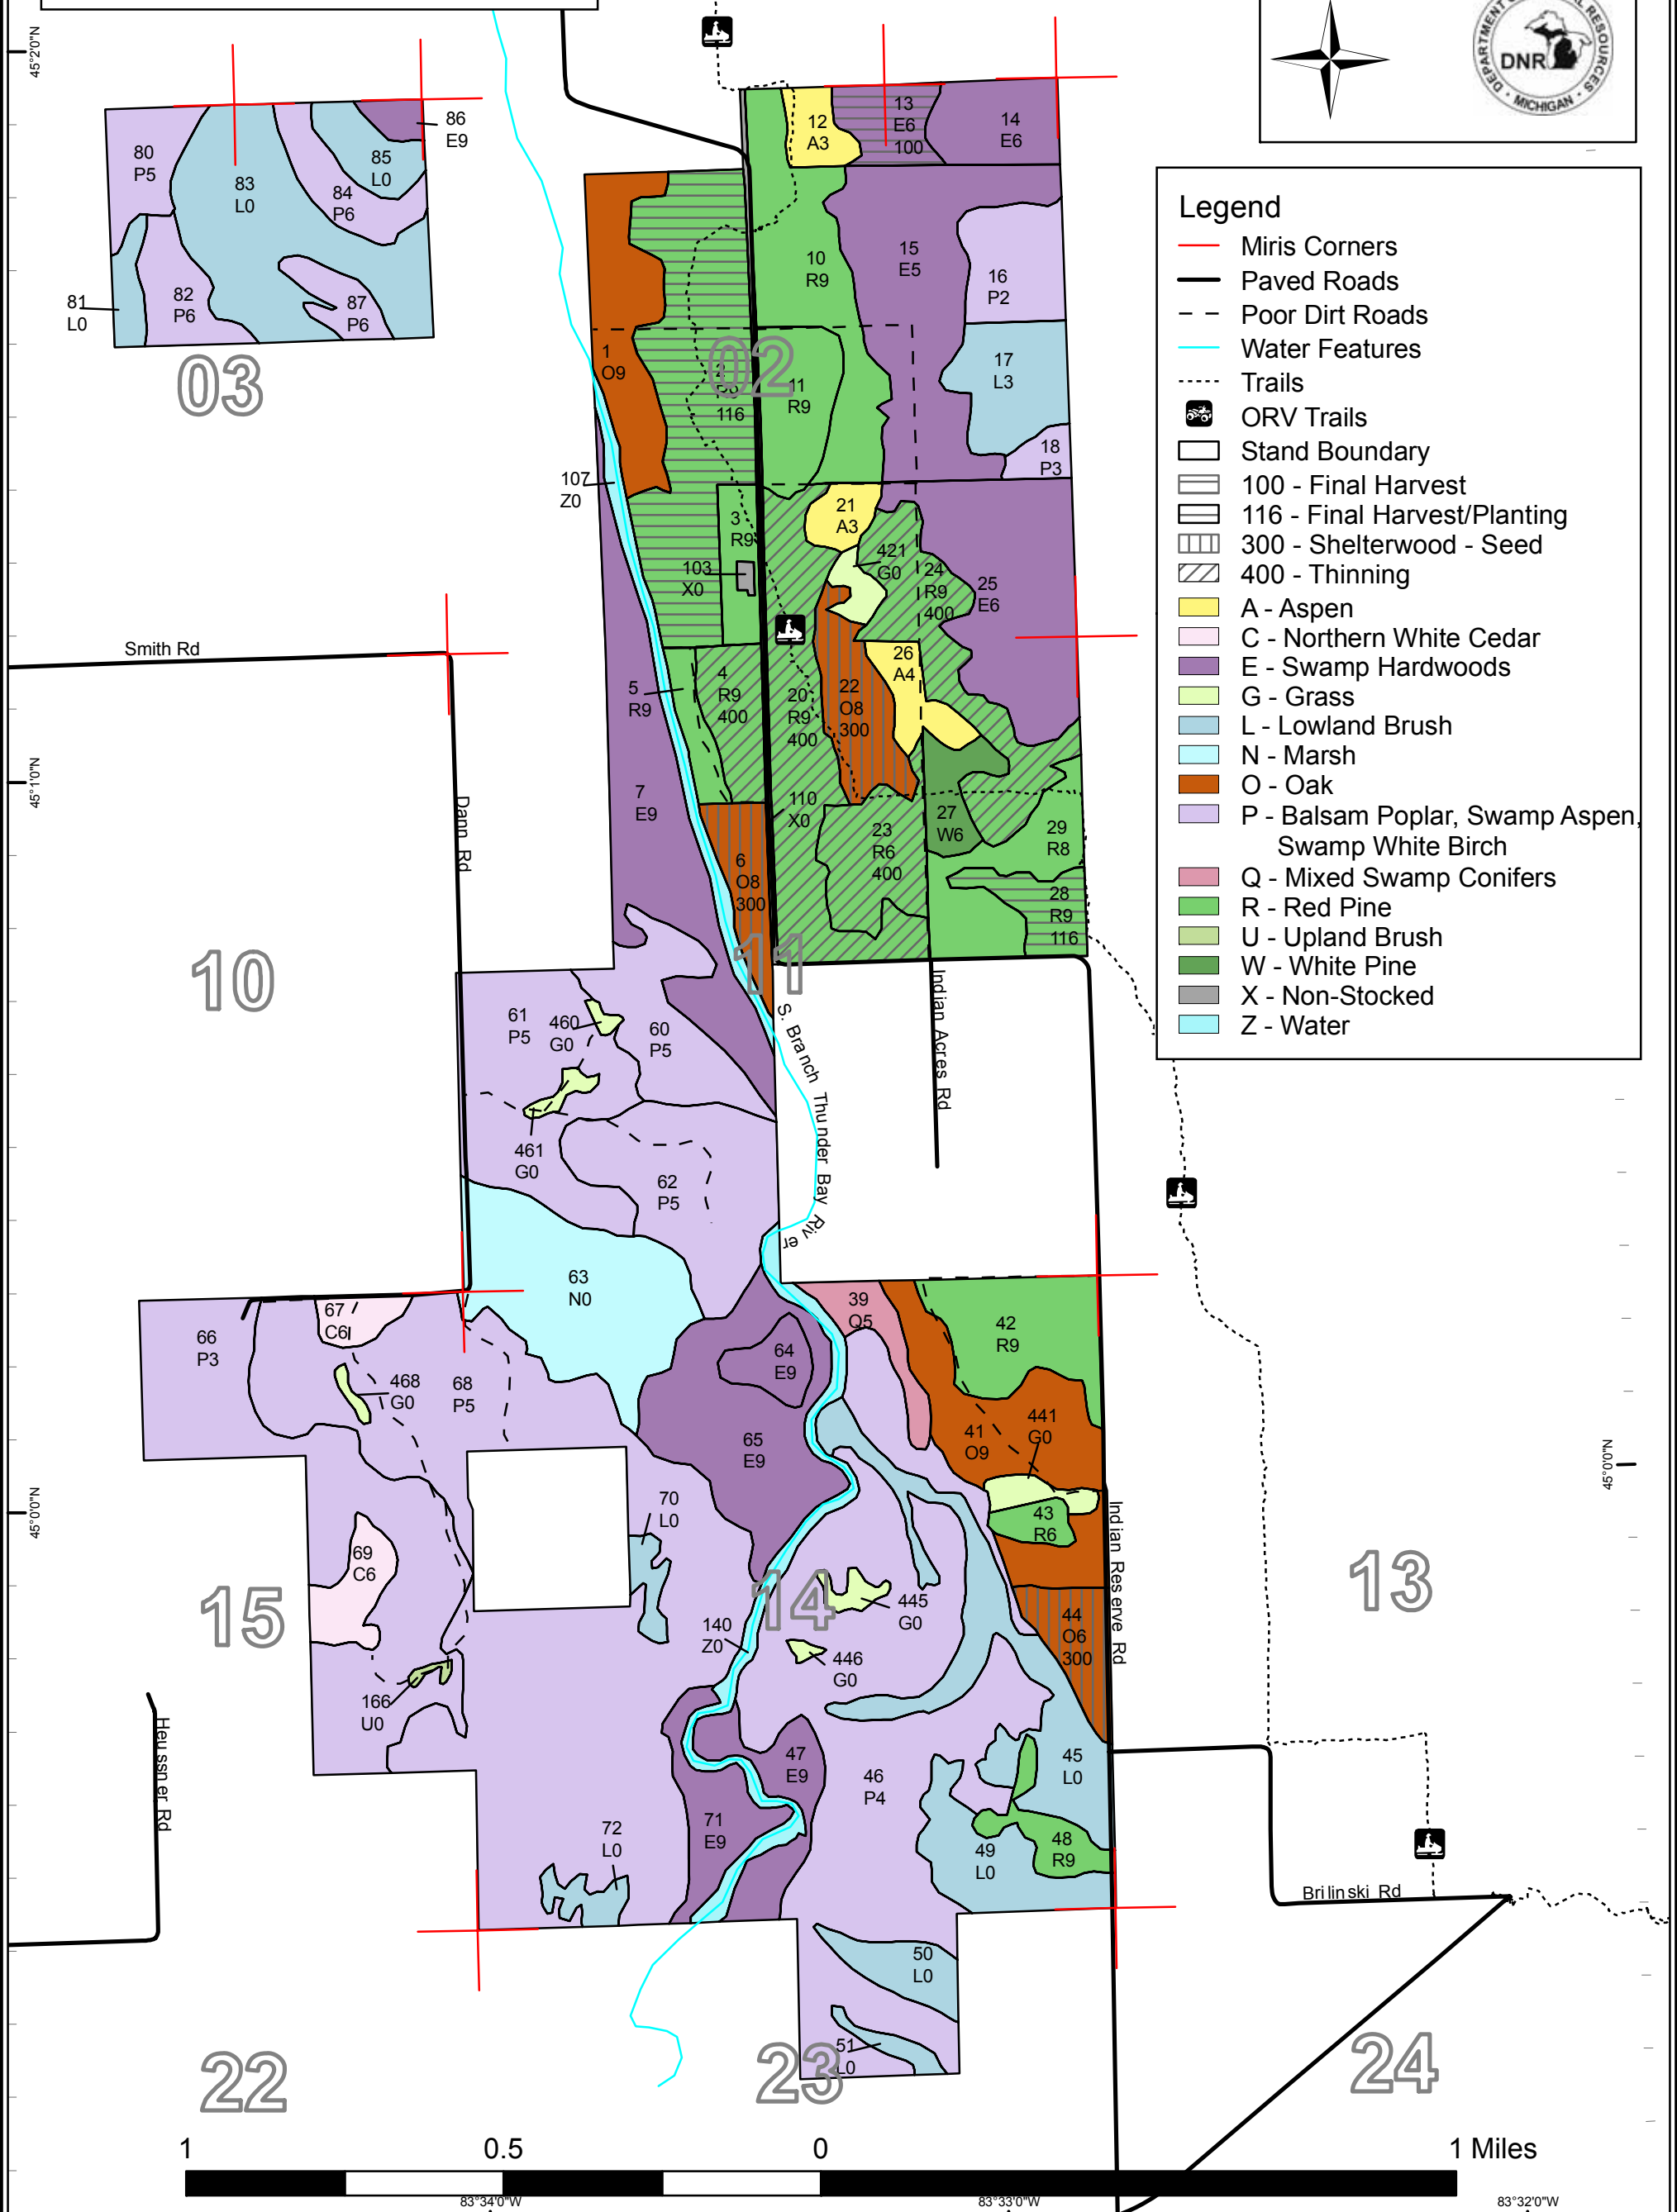 DEPARTMENT
RESOURCES
DNR
MICHIGAN
45°2'0"N
45°1'0"N
45°0'0"N
45°0'0"N
Legend
Miris Corners
Paved Roads
Poor Dirt Roads
Water Features
Trails
ORV Trails
Stand Boundary
100 - Final Harvest
116 - Final Harvest/Planting
300 - Shelterwood - Seed
400 - Thinning
A - Aspen
C - Northern White Cedar
E - Swamp Hardwoods
G - Grass
L - Lowland Brush
N - Marsh
O - Oak
P - Balsam Poplar, Swamp Aspen,
Swamp White Birch
Q - Mixed Swamp Conifers
R - Red Pine
U - Upland Brush
W - White Pine
X - Non-Stocked
Z - Water
80
P5
83
L0
84
P6
85
L0
86
E9
81
L0
82
P6
87
P6
03
12
A3
13
E6
100
14
E6
10
R9
15
E5
16
P2
17
L3
18
P3
1
O9
02
116
11
R9
107
Z0
3
R9
103
X0
21
A3
421
G0
24
R9
400
25
E6
26
A4
5
R9
4
R9
400
20
R9
400
22
O8
300
7
E9
110
X0
23
R6
400
27
W6
29
R8
28
R9
116
6
O8
300
11
Smith Rd
Dann Rd
10
61
P5
460
G0
60
P5
461
G0
62
P5
S. Branch Thunder Bay River
Indian Acres Rd
63
N0
66
P3
67
C6
468
G0
68
P5
64
E9
65
E9
39
Q5
42
R9
41
O9
441
G0
43
R6
44
O6
300
Indian Reserve Rd
70
L0
69
C6
15
166
U0
14
140
Z0
445
G0
446
G0
13
47
E9
46
P4
45
L0
71
E9
72
L0
49
L0
48
R9
Heussner Rd
Brilinski Rd
50
L0
51
L0
22
23
24
1
0.5
0
1 Miles
83°34'0"W
83°33'0"W
83°32'0"W